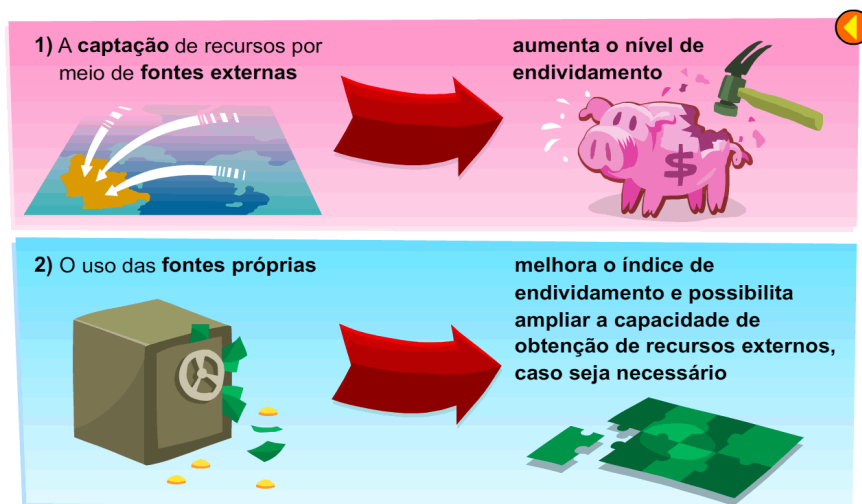 1) A captação de recursos por
meio de fontes externas
aumenta o nível de
endividamento
$
2) O uso das fontes próprias
melhora o índice de
endividamento e possibilita
ampliar a capacidade de
obtenção de recursos externos,
caso seja necessário